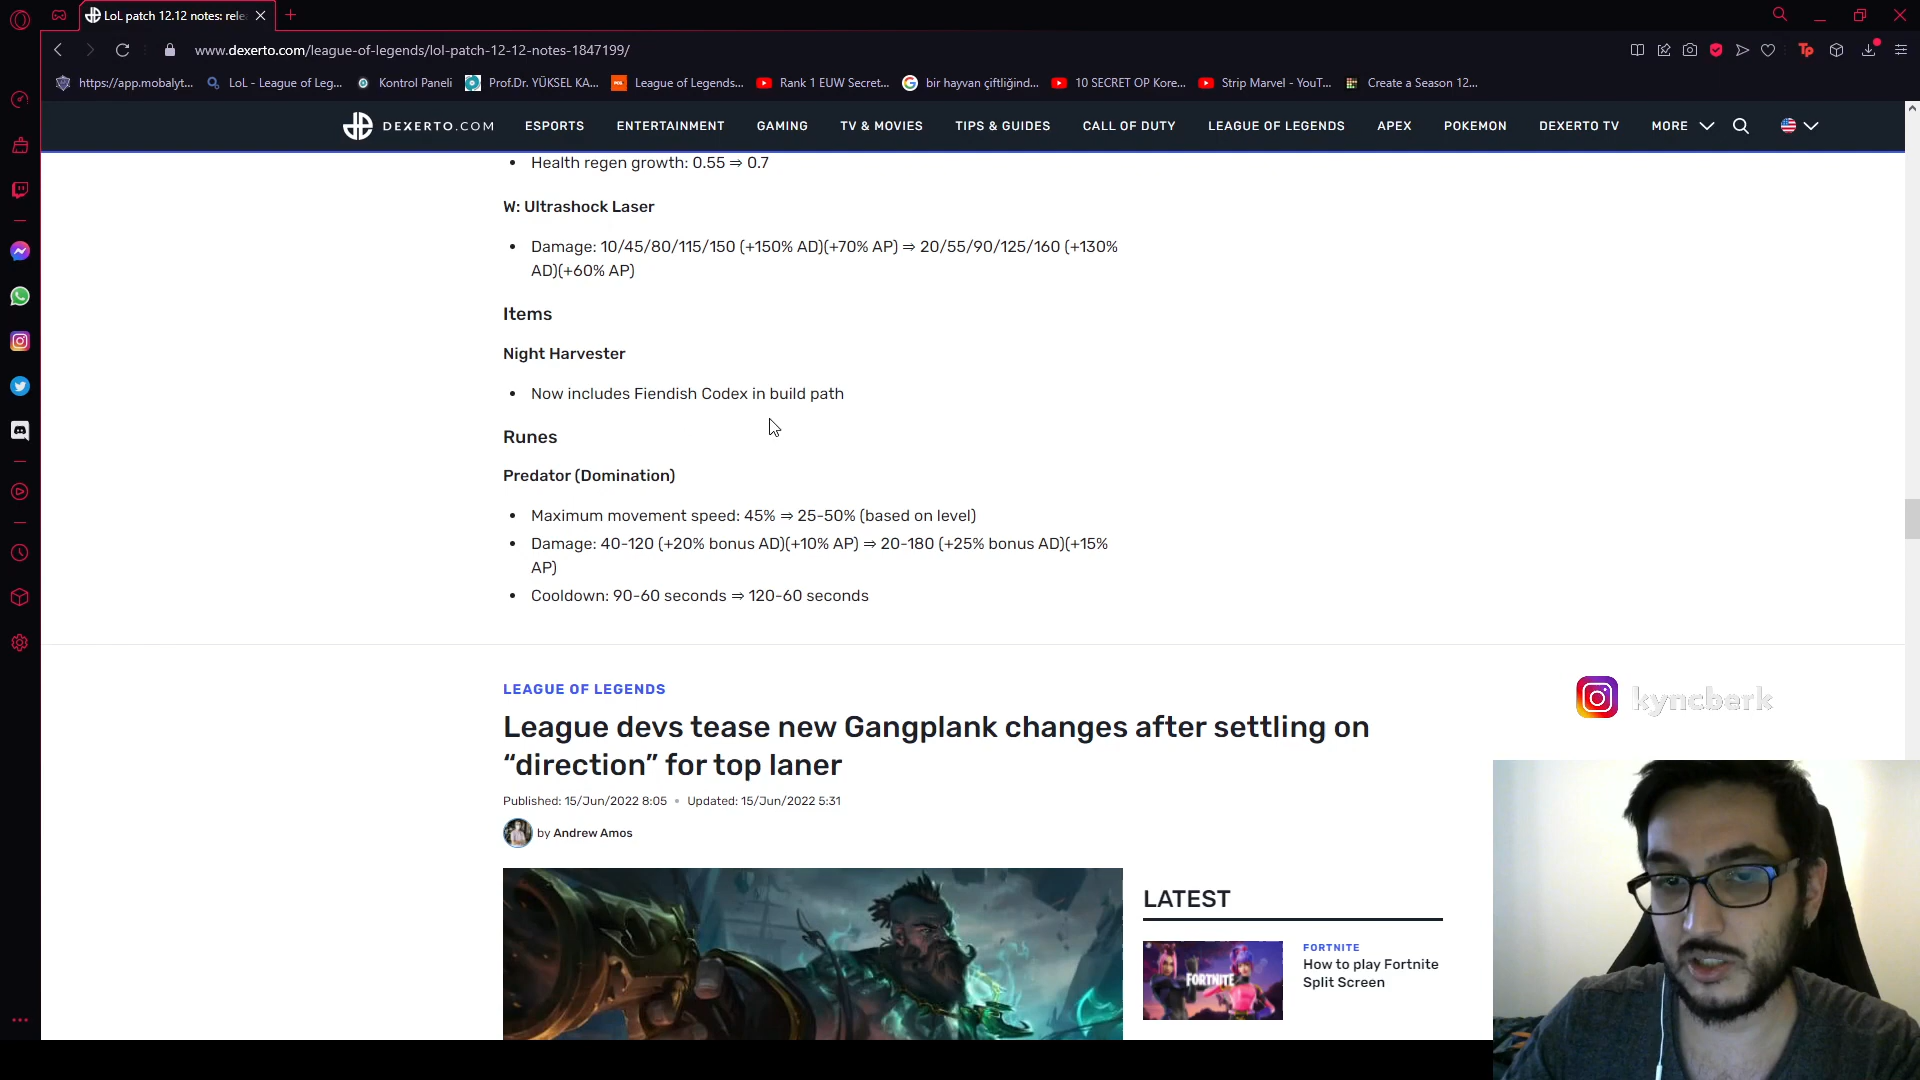 LoL patch 12.12 notes: rele
www.dexerto.com/league-of-legends/lol-patch-12-12-notes-1847199/
https://app.mobalyt... LoL - League of Leg... Kontrol Paneli Prof.Dr. YÜKSEL KA... League of Legends... Rank 1 EUW Secret... bir hayvan çiftliğind... 10 SECRET OP Kore... Strip Marvel - YouT... Create a Season 12...
DEXERTO.COM ESPORTS ENTERTAINMENT GAMING TV & MOVIES TIPS & GUIDES CALL OF DUTY LEAGUE OF LEGENDS APEX POKEMON DEXERTO TV MORE
• Health regen growth: 0.55 ⇒ 0.7
W: Ultrashock Laser
• Damage: 10/45/80/115/150 (+150% AD)(+70% AP) ⇒ 20/55/90/125/160 (+130%
AD)(+60% AP)
Items
Night Harvester
• Now includes Fiendish Codex in build path
Runes
Predator (Domination)
• Maximum movement speed: 45% ⇒ 25-50% (based on level)
• Damage: 40-120 (+20% bonus AD)(+10% AP) ⇒ 20-180 (+25% bonus AD)(+15%
AP)
• Cooldown: 90-60 seconds ⇒ 120-60 seconds
LEAGUE OF LEGENDS
kyncberk
League devs tease new Gangplank changes after settling on
“direction” for top laner
Published: 15/Jun/2022 8:05 • Updated: 15/Jun/2022 5:31
by Andrew Amos
LATEST
FORTNITE
How to play Fortnite
Split Screen
FORTNITE